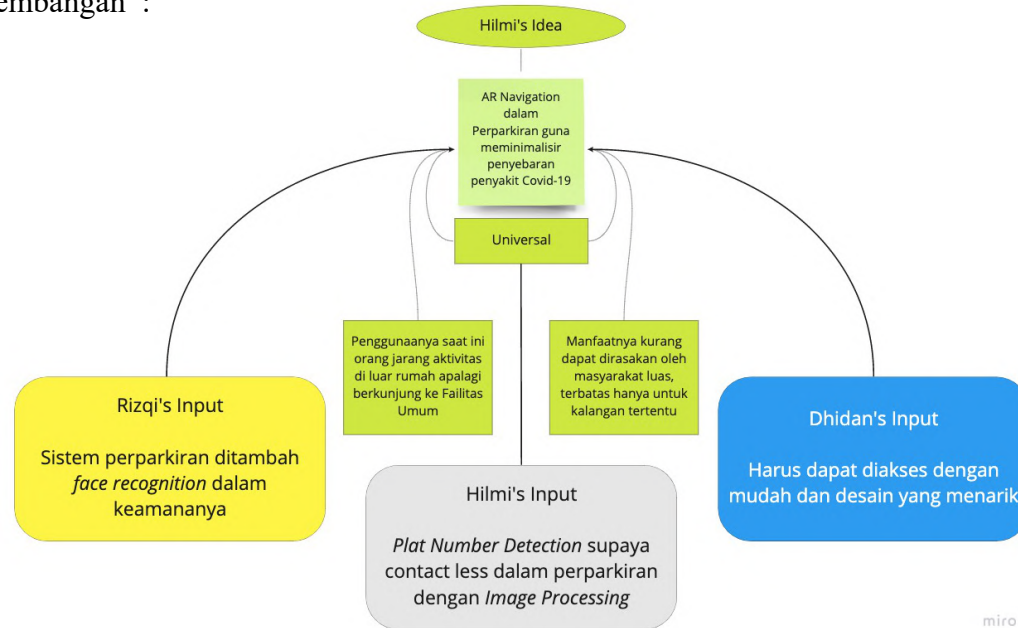 embangan :
Hilmi's Idea
AR Navigation
dalam
Perparkiran guna
meminimalisir
penyebaran
penyakit Covid-19
Universal
Penggunaanya saat ini
orang jarang aktivitas
di luar rumah apalagi
berkunjung ke Failitas
Umum
Manfaatnya kurang
dapat dirasakan oleh
masyarakat luas,
terbatas hanya untuk
kalangan tertentu
Rizqi's Input
Sistem perparkiran ditambah
face recognition dalam
keamananya
Hilmi's Input
Plat Number Detection supaya
contact less dalam perparkiran
dengan Image Processing
Dhidan's Input
Harus dapat diakses dengan
mudah dan desain yang menarik
miro